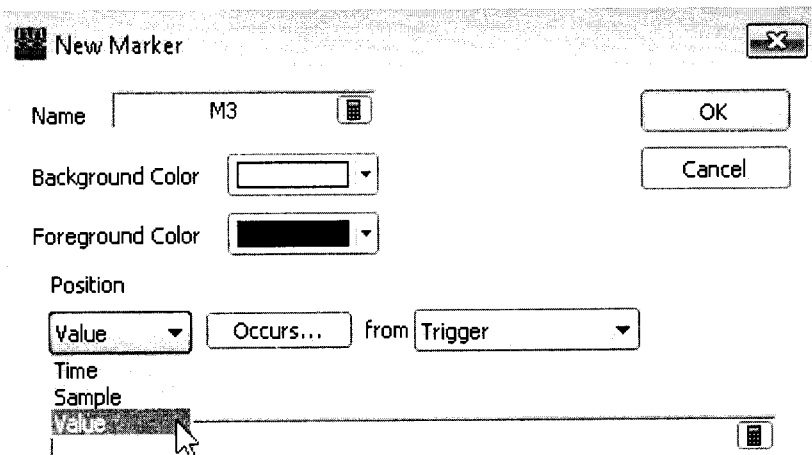 New Marker
Name M3 OK
Background Color Cancel
Foreground Color
Position
Value Occurs... from Trigger
Time
Sample
Value